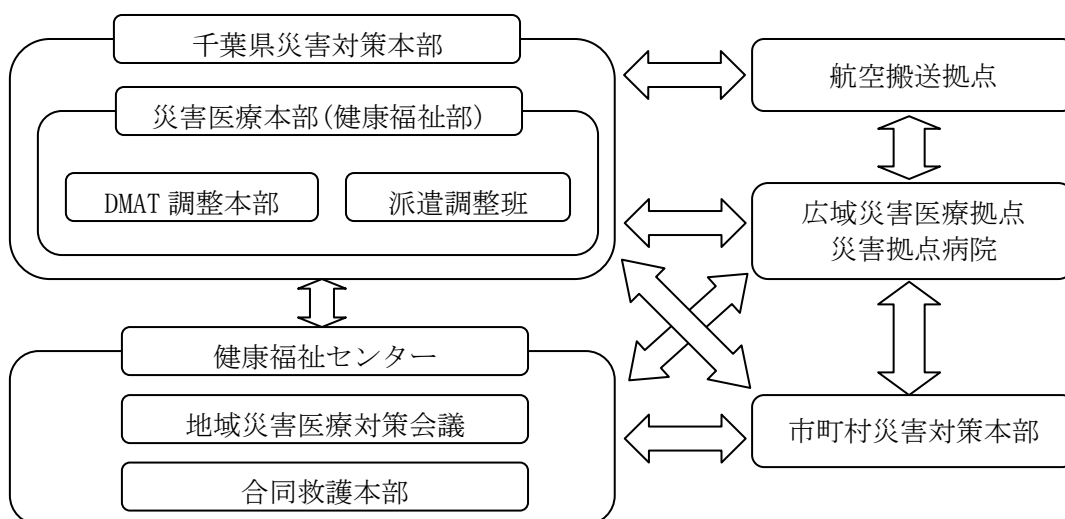 千葉県災害対策本部
災害医療本部(健康福祉部)
DMAT 調整本部
派遣調整班
航空搬送拠点
広域災害医療拠点
災害拠点病院
健康福祉センター
地域災害医療対策会議
合同救護本部
市町村災害対策本部